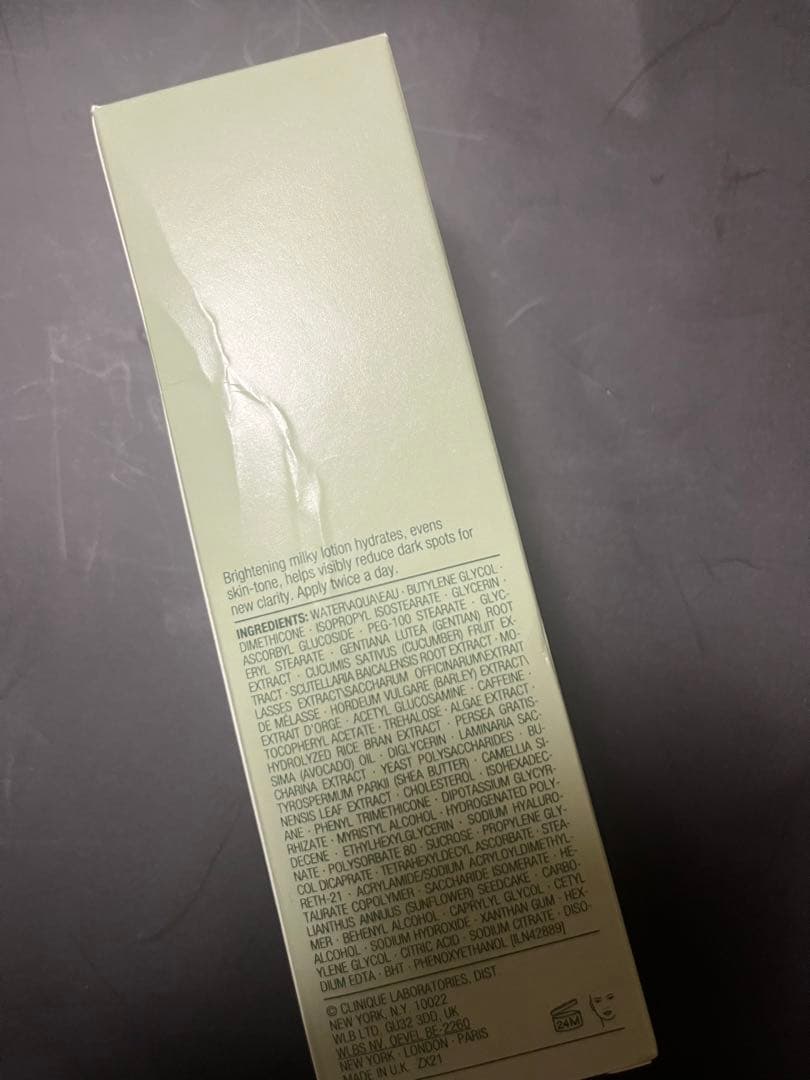 Brightening milky lotion hydrates, evens
skin-tone, helps visibly reduce dark spots for
new clarity. Apply twice a day.
INGREDIENTS: WATER\AQUA\EAU · BUTYLENE GLYCOL ·
DIMETHICONE · ISOPROPYL ISOSTEARATE · GLYCERIN ·
ASCORBYL GLUCOSIDE · PEG-100 STEARATE · GLYC-
ERYL STEARATE · GENTIANA LUTEA (GENTIAN) ROOT
EXTRACT · CUCUMIS SATIVUS (CUCUMBER) FRUIT EX-
TRACT · SCUTELLARIA BAICALENSIS ROOT EXTRACT · MO-
LASSES EXTRACT\SACCHARUM OFFICINARUM\EXTRAIT
DE MÉLASSE · HORDEUM VULGARE (BARLEY) EXTRACT\
EXTRAIT D'ORGE · ACETYL GLUCOSAMINE · CAFFEINE ·
TOCOPHERYL ACETATE · TREHALOSE · ALGAE EXTRACT ·
HYDROLYZED RICE BRAN EXTRACT · PERSEA GRATIS-
SIMA (AVOCADO) OIL · DIGLYCERIN · LAMINARIA SAC-
CHARINA EXTRACT · YEAST POLYSACCHARIDES · BU-
TYROSPERMUM PARKII (SHEA BUTTER) · CAMELLIA SI-
NENSIS LEAF EXTRACT · CHOLESTEROL · ISOHEXADEC-
ANE · PHENYL TRIMETHICONE · DIPOTASSIUM GLYCYR-
RHIZATE · MYRISTYL ALCOHOL · HYDROGENATED POLY-
DECENE · ETHYLHEXYLGLYCERIN · SODIUM HYALURO-
NATE · POLYSORBATE 60 · SUCROSE · PROPYLENE GLY-
COL DICAPRATE · TETRAHEXYLDECYL ASCORBATE · STEA-
RETH-21 · ACRYLAMIDE/SODIUM ACRYLOYLDIMETHYL-
TAURATE COPOLYMER · SACCHARIDE ISOMERATE · HE-
LIANTHUS ANNUUS (SUNFLOWER) SEEDCAKE · CARBO-
MER · BEHENYL ALCOHOL · CAPRYLYL GLYCOL · CETYL
ALCOHOL · SODIUM HYDROXIDE · XANTHAN GUM · HEX-
YLENE GLYCOL · CITRIC ACID · SODIUM CITRATE · DISO-
DIUM EDTA · BHT · PHENOXYETHANOL [ILN42889]
© CLINIQUE LABORATORIES, DIST
NEW YORK, N.Y. 10022
WLB LTD. GU32 3DD, UK
WLBS NV. OEVEL BE-2260
NEW YORK · LONDON · PARIS
MADE IN U.K. ZX21
24M